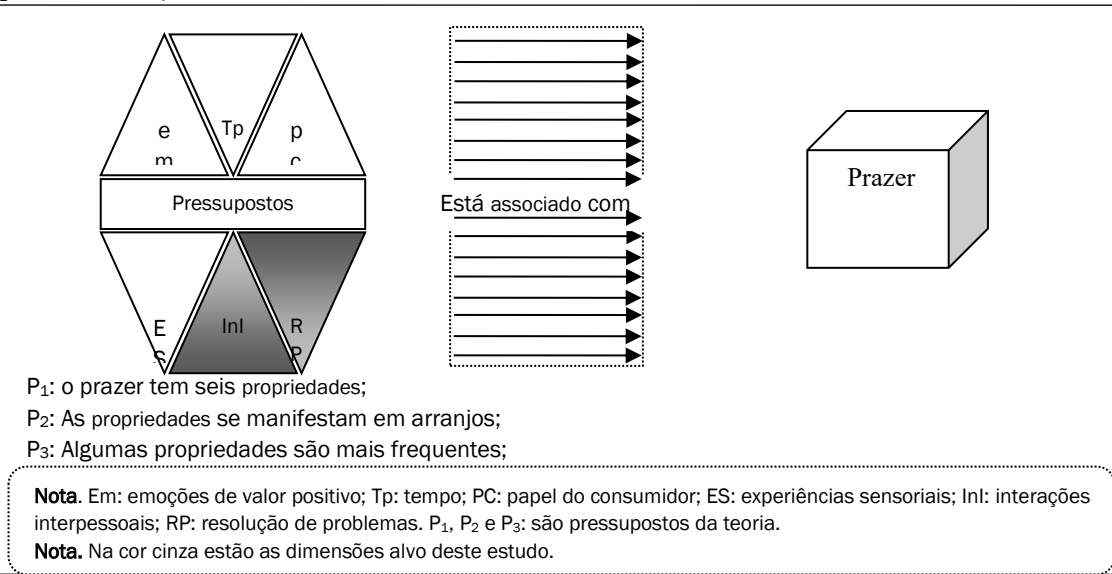 e Tp p
m c
Pressupostos
Está associado com
Prazer
E InI R
S P
P₁: o prazer tem seis propriedades;
P₂: As propriedades se manifestam em arranjos;
P₃: Algumas propriedades são mais frequentes;
Nota. Em: emoções de valor positivo; Tp: tempo; PC: papel do consumidor; ES: experiências sensoriais; InI: interações
interpessoais; RP: resolução de problemas. P₁, P₂ e P₃: são pressupostos da teoria.
Nota. Na cor cinza estão as dimensões alvo deste estudo.